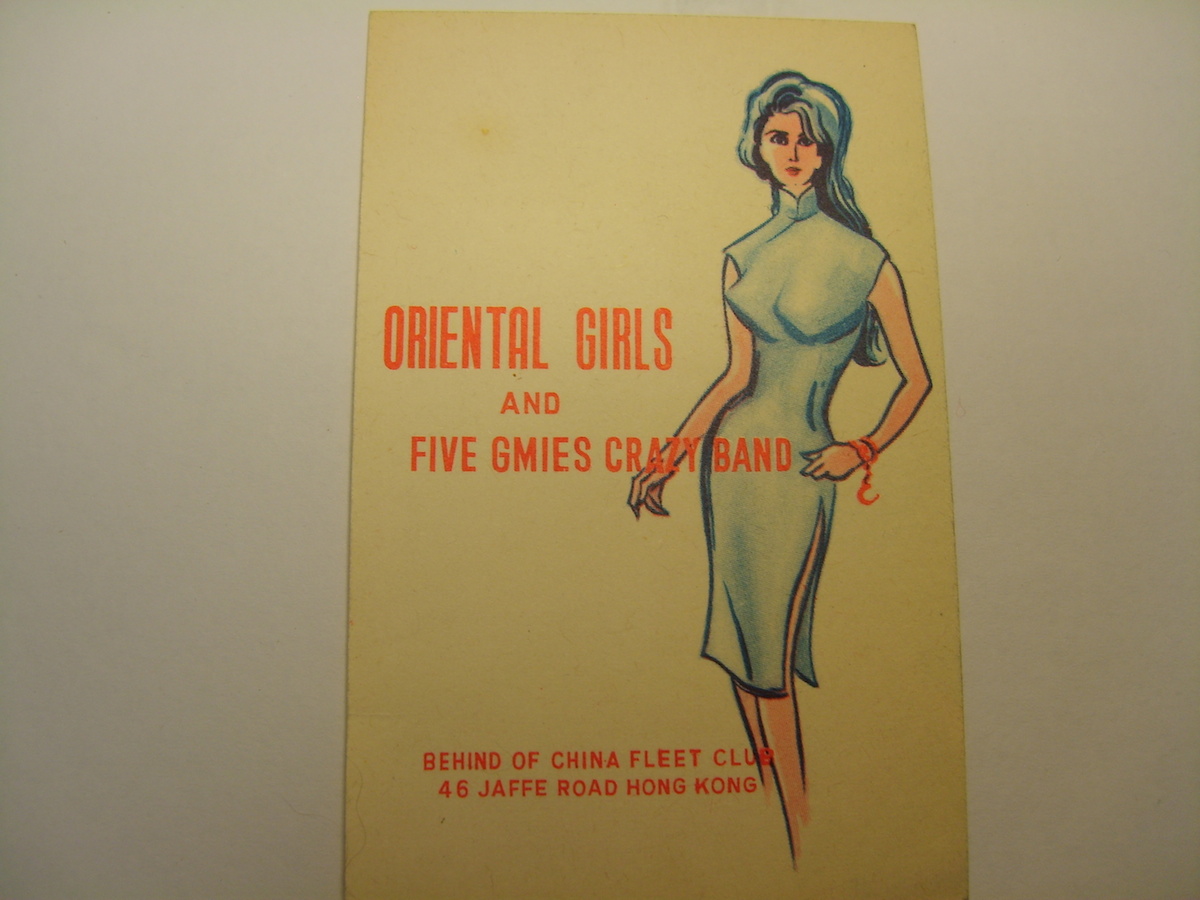 ORIENTAL GIRLS
AND
FIVE GMIES CRAZY BAND
BEHIND OF CHINA FLEET CLUB
46 JAFFE ROAD HONG KONG